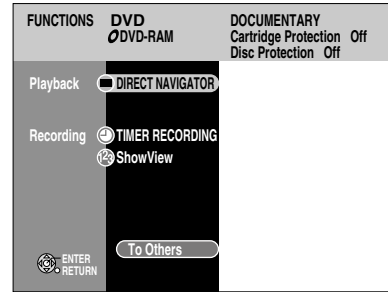 FUNCTIONS DVD DOCUMENTARY
DVD-RAM Cartridge Protection Off
Disc Protection Off
Playback DIRECT NAVIGATOR
Recording TIMER RECORDING
123 ShowView
To Others
ENTER
RETURN